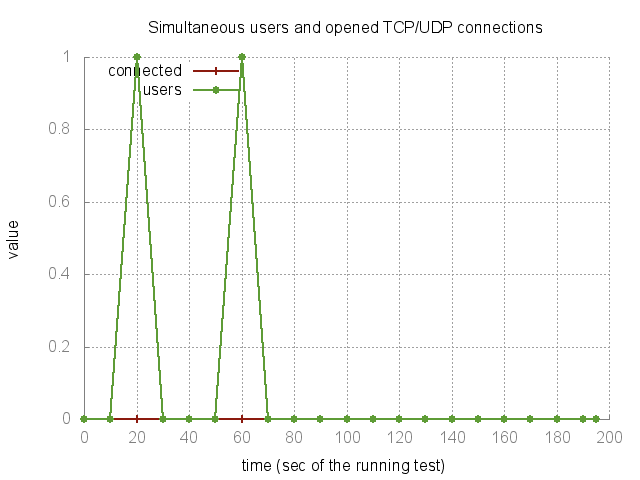 Simultaneous users and opened TCP/UDP connections
connected
users
value
1
0.8
0.6
0.4
0.2
0
0 20 40 60 80 100 120 140 160 180 200
time (sec of the running test)